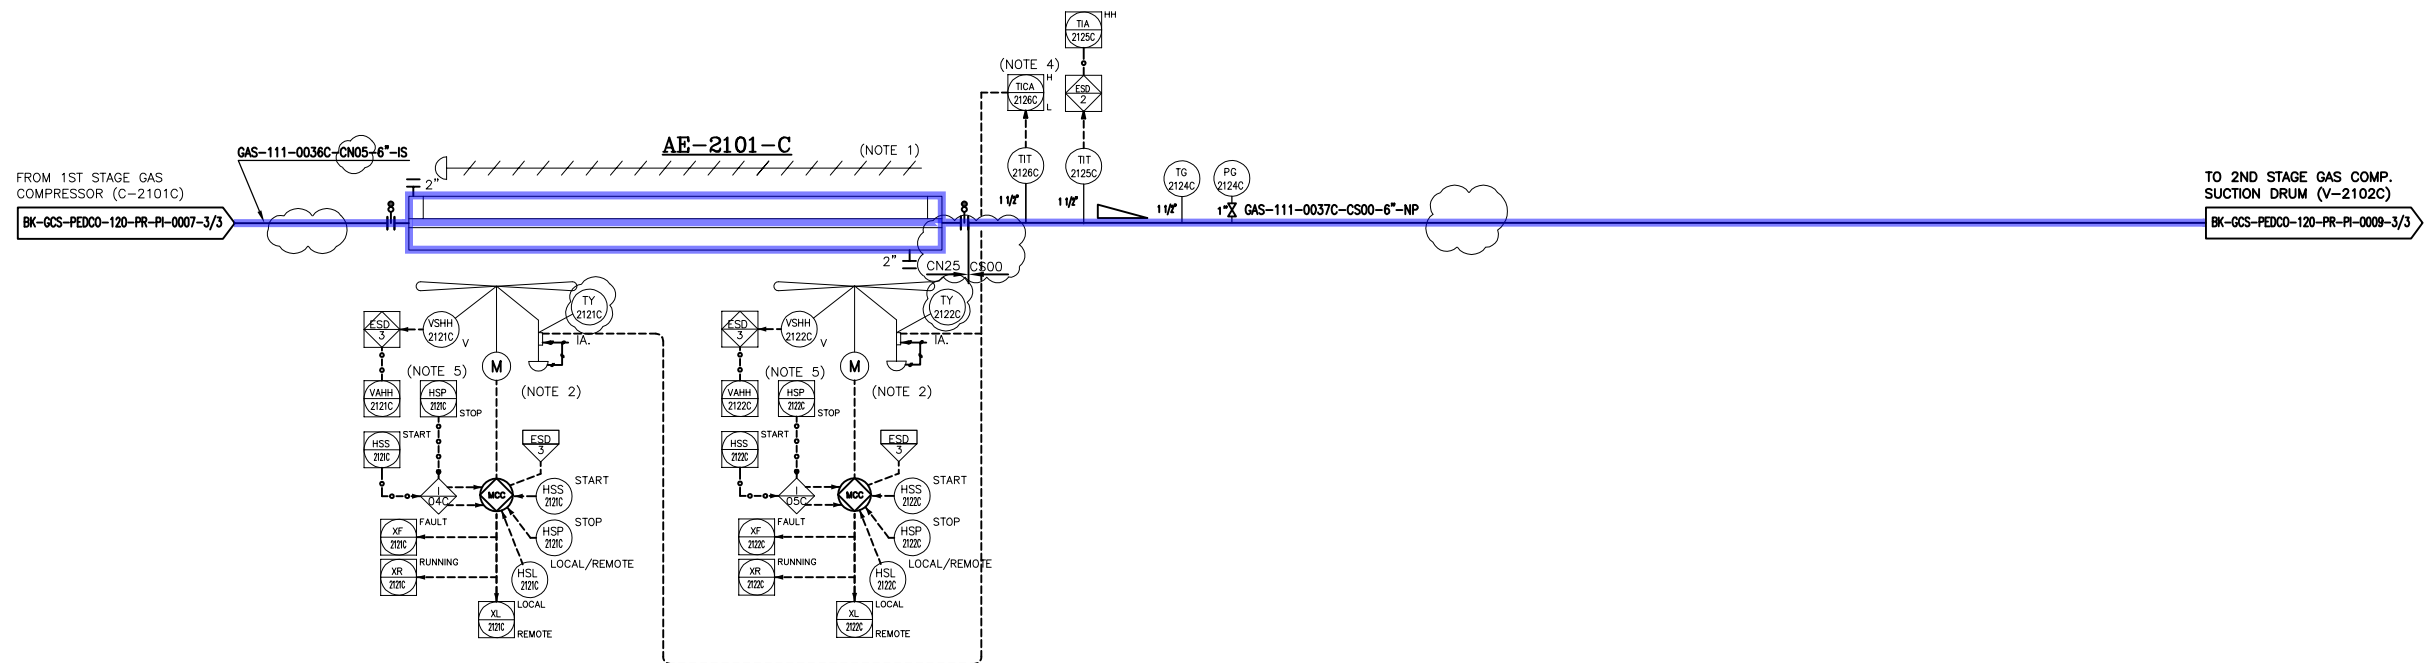 TIA
2125C
HH
(NOTE 4)
TICA
2126C
H
L
ESD
2
AE-2101-C
(NOTE 1)
GAS-111-0036C-CN05-6"-IS
FROM 1ST STAGE GAS
COMPRESSOR (C-2101C)
BK-GCS-PEDCO-120-PR-PI-0007-3/3
2"
TIT
2126C
1 1/2"
TIT
2125C
1 1/2"
TG
2124C
1 1/2"
PG
2124C
1"
GAS-111-0037C-CS00-6"-NP
TO 2ND STAGE GAS COMP.
SUCTION DRUM (V-2102C)
BK-GCS-PEDCO-120-PR-PI-0009-3/3
2"
CN25
CS00
ESD
3
VSHH
2121C
V
TY
2121C
IA.
M
(NOTE 2)
(NOTE 5)
VAHH
2121C
HSP
2121C
STOP
HSS
2121C
START
ESD
3
I
04C
MCC
HSS
2121C
START
HSP
2121C
STOP
XF
2121C
FAULT
XR
2121C
RUNNING
HSL
2121C
LOCAL/REMOTE
XL
2121C
LOCAL
REMOTE
ESD
3
VSHH
2122C
V
TY
2122C
IA.
M
(NOTE 2)
(NOTE 5)
VAHH
2122C
HSP
2122C
STOP
HSS
2122C
START
ESD
3
I
05C
MCC
HSS
2122C
START
HSP
2122C
STOP
XF
2122C
FAULT
XR
2122C
RUNNING
HSL
2122C
LOCAL/REMOTE
XL
2122C
LOCAL
REMOTE